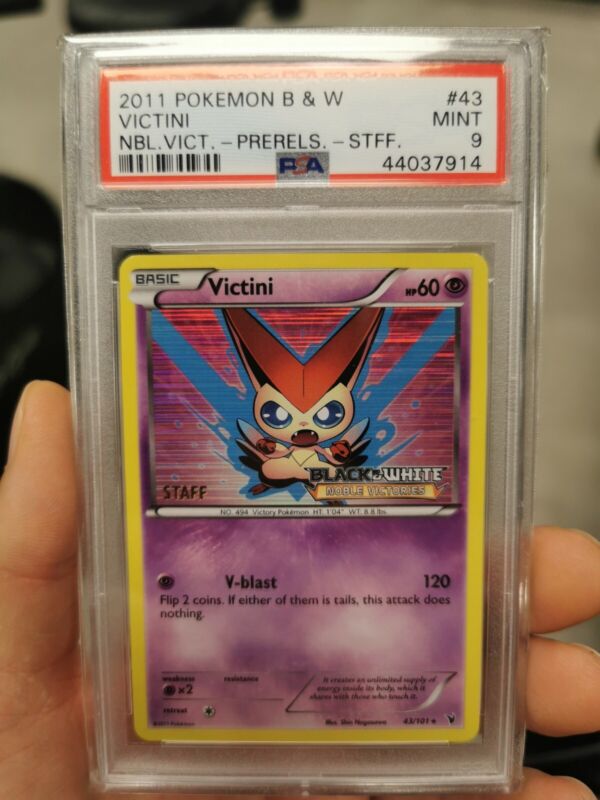 2011 POKEMON B & W #43
VICTINI MINT
NBL.VICT.-PRERELS.-STFF. 9
PSA 44037914
BASIC Victini HP60
STAFF
BLACK & WHITE
NOBLE VICTORIES
NO. 494 Victory Pokémon HT: 1'04" WT: 8.8 lbs.
V-blast 120
Flip 2 coins. If either of them is tails, this attack does
nothing.
weakness resistance
×2
retreat
It creates an unlimited supply of
energy inside its body, which it
shares with those who touch it.
©2011 Pokémon Illus. Shin Nagasawa 43/101 ★